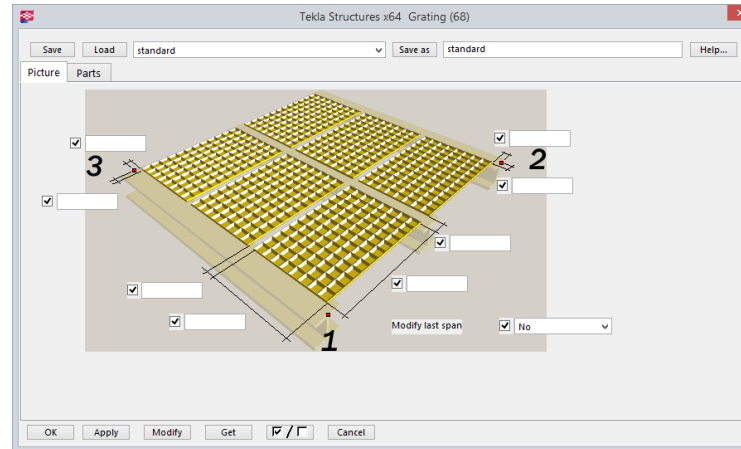 Tekla Structures x64 Grating (68)
Save Load standard Save as standard Help...
Picture Parts
3
2
1
Modify last span No
OK Apply Modify Get / Cancel